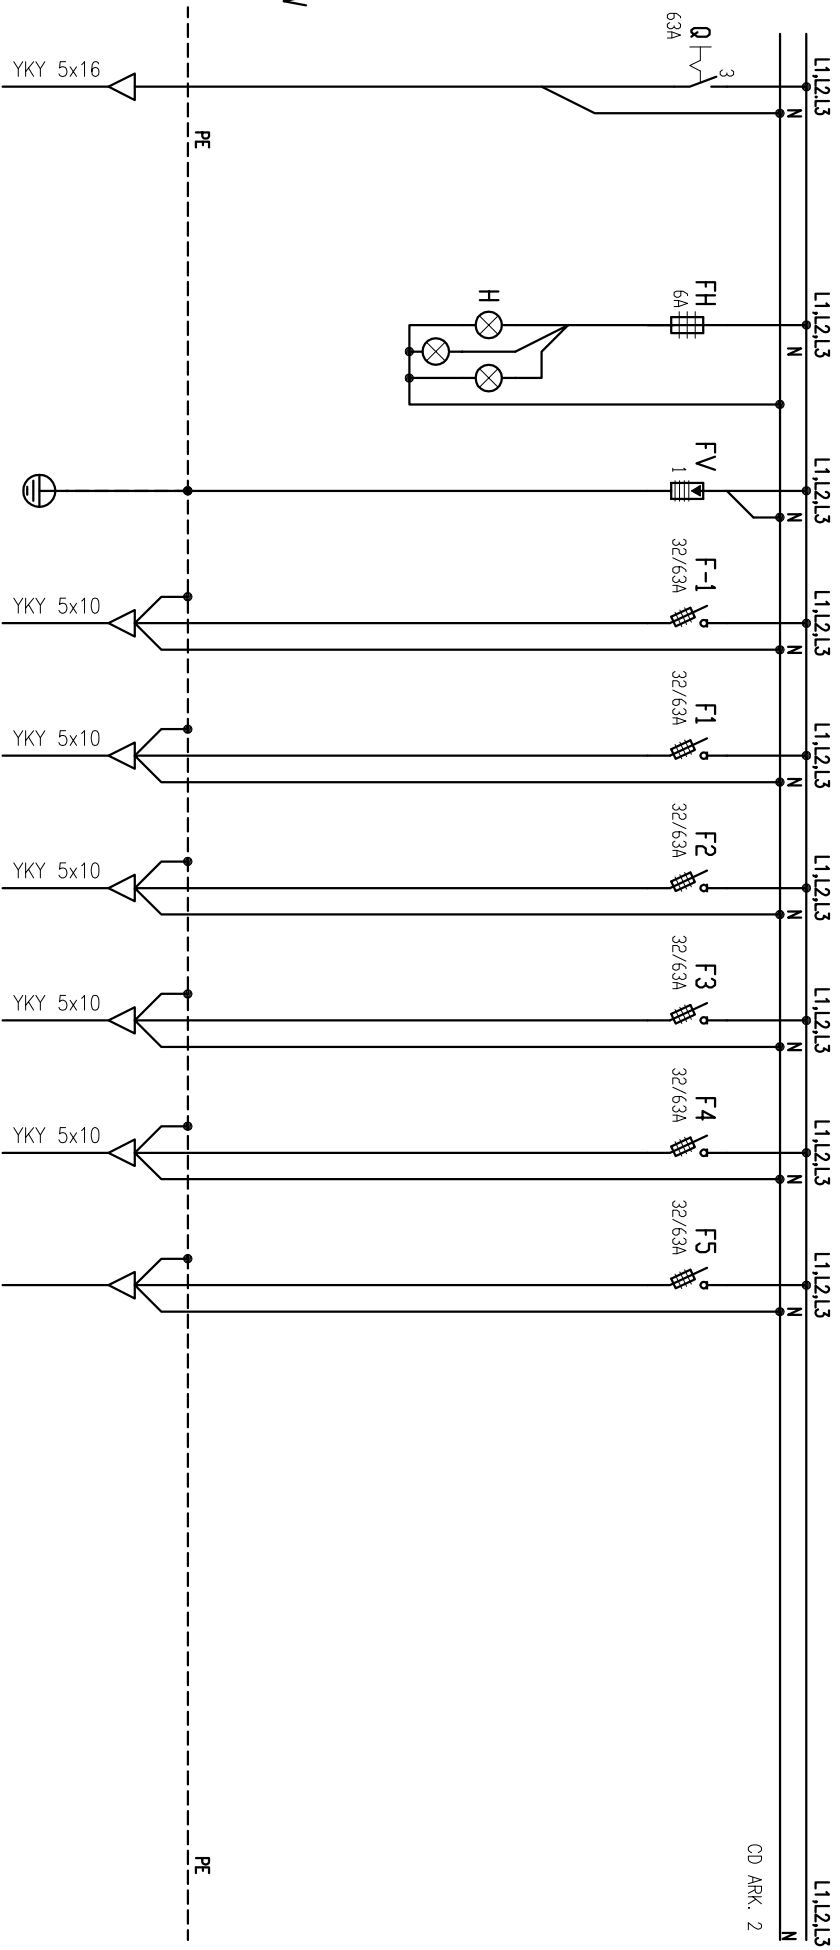 L1,L2.L3
N
Q
63A
3
YKY 5x16
PE
L1,L2,L3
N
FH
6A
H
L1,L2,L3
N
FV
1
L1,L2,L3
N
F-1
32/63A
YKY 5x10
L1,L2,L3
N
F1
32/63A
YKY 5x10
L1,L2,L3
N
F2
32/63A
YKY 5x10
L1,L2,L3
N
F3
32/63A
YKY 5x10
L1,L2,L3
N
F4
32/63A
YKY 5x10
L1,L2,L3
N
F5
32/63A
L1,L2,L3
N
CD ARK. 2
PE